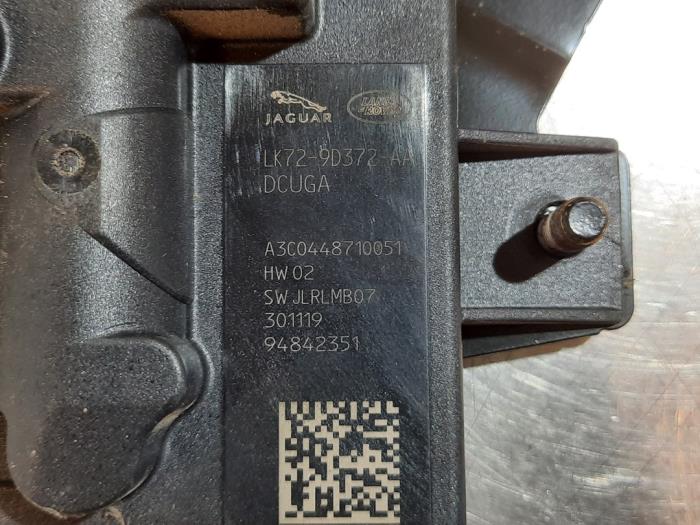 JAGUAR LAND ROVER
LK72-9D372-AA
DCUGA
A3C0448710051
HW 02
SW JLRLMB07
301119
94842351